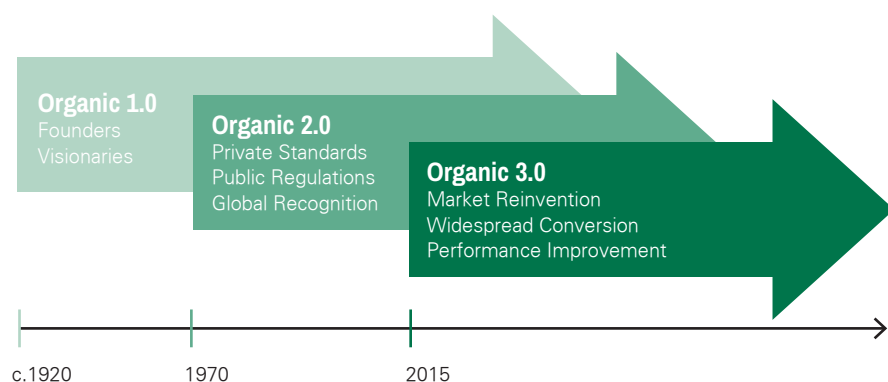 Organic 1.0
Founders
Visionaries
Organic 2.0
Private Standards
Public Regulations
Global Recognition
Organic 3.0
Market Reinvention
Widespread Conversion
Performance Improvement
c.1920
1970
2015